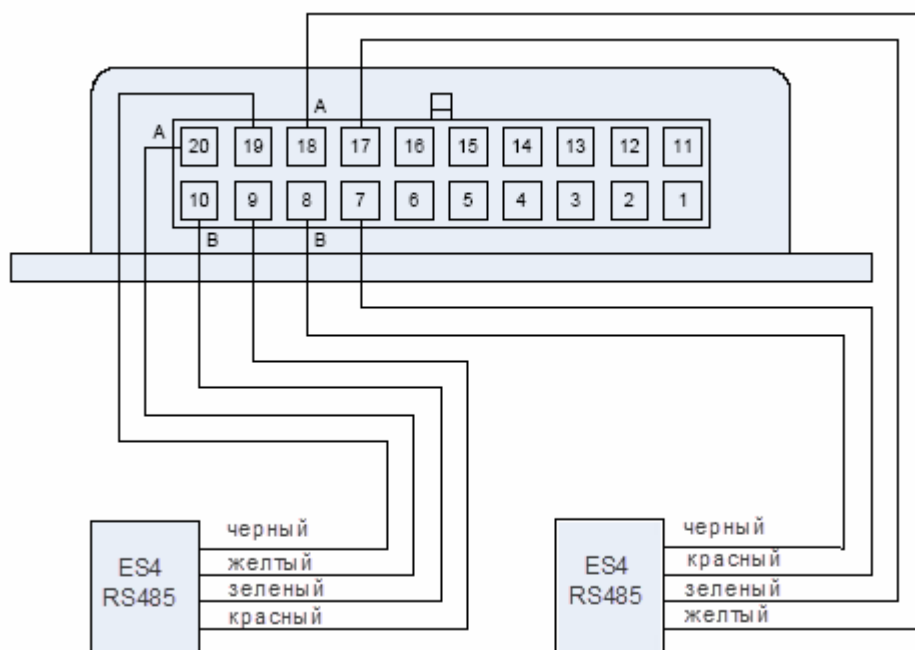 A
A 20 19 18 17 16 15 14 13 12 11
10 9 8 7 6 5 4 3 2 1
B B
черный
ES4 желтый
RS485 зеленый
красный
черный
ES4 красный
RS485 зеленый
желтый